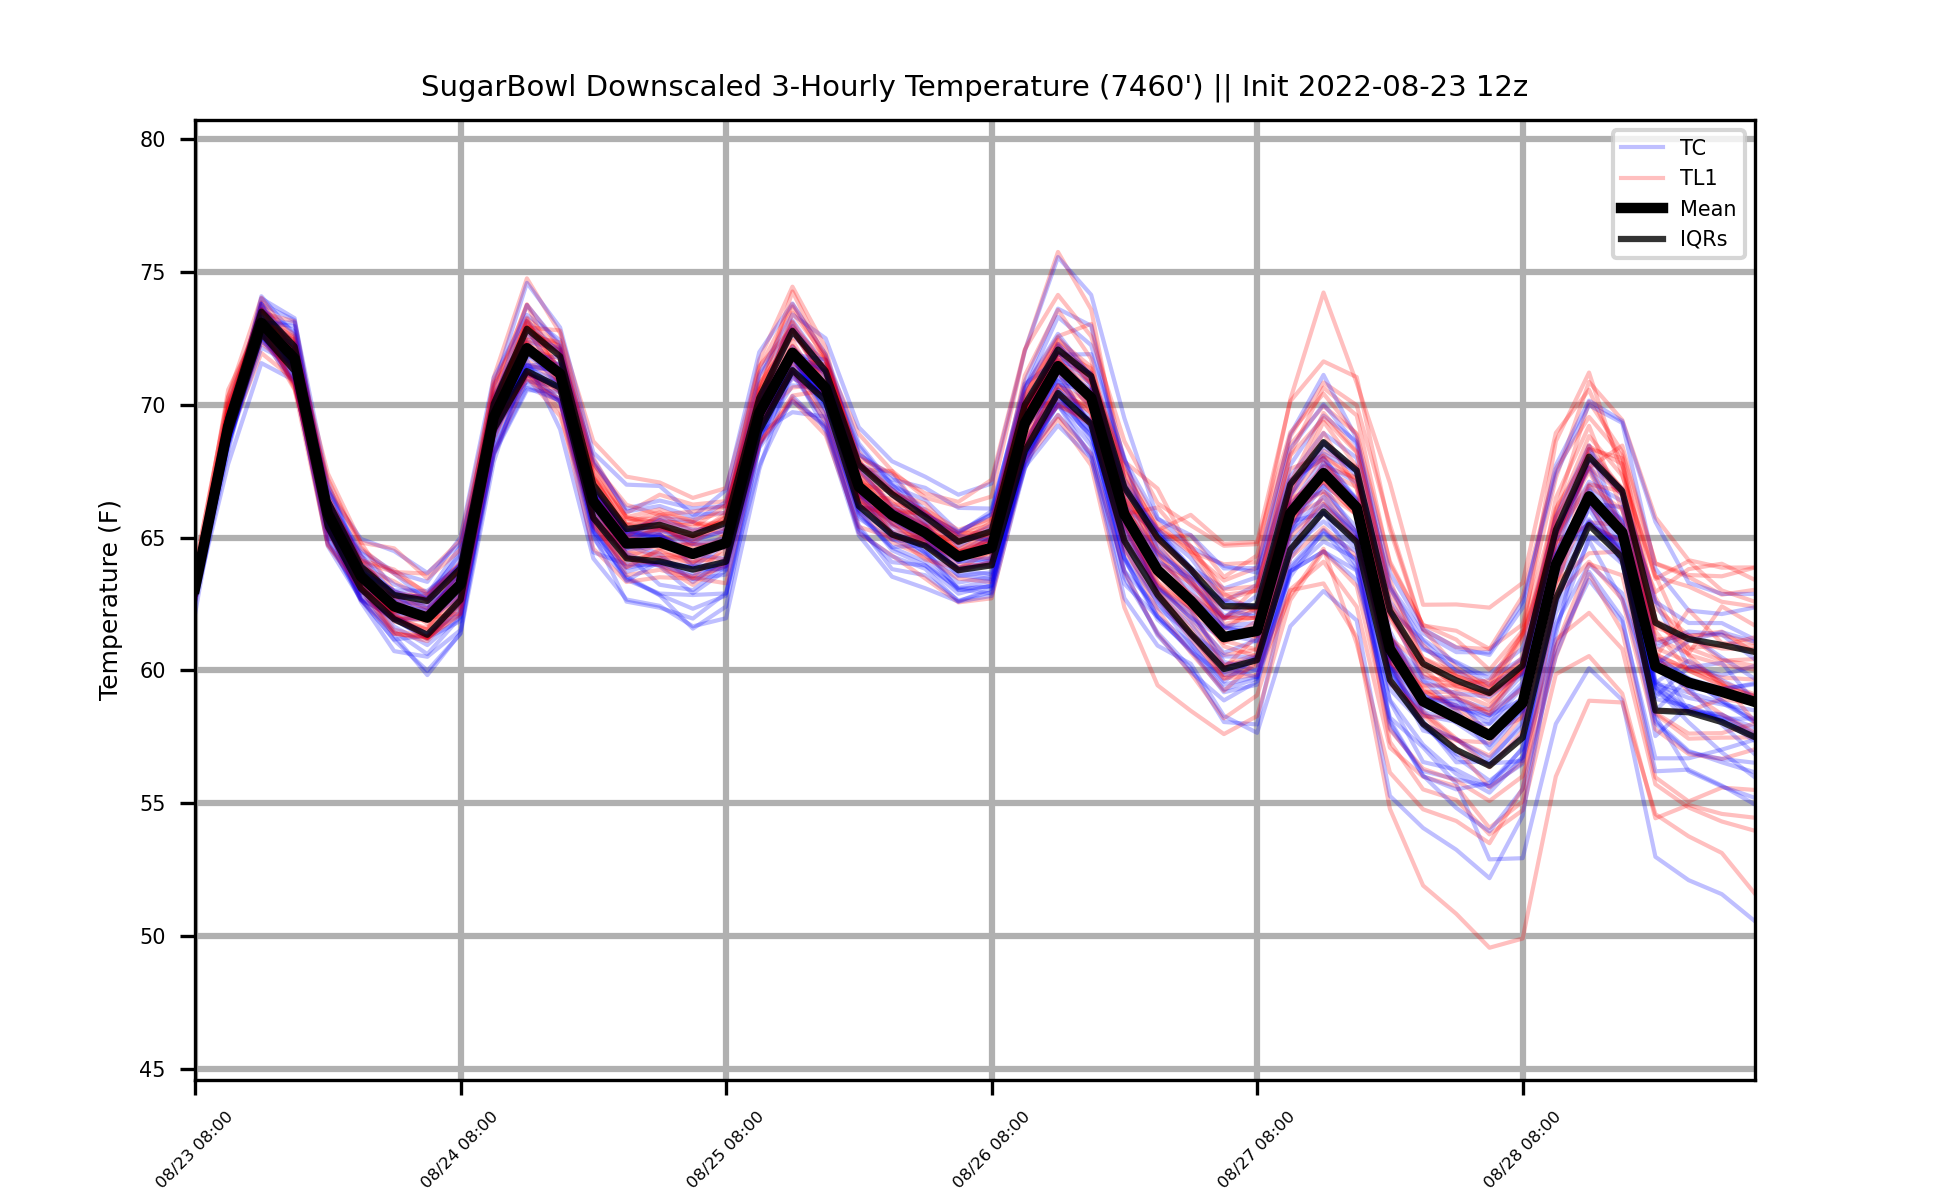 SugarBowl Downscaled 3-Hourly Temperature (7460') || Init 2022-08-23 12z
Temperature (F)
80
75
70
65
60
55
50
45
TC
TL1
Mean
IQRs
08/23 08:00
08/24 08:00
08/25 08:00
08/26 08:00
08/27 08:00
08/28 08:00